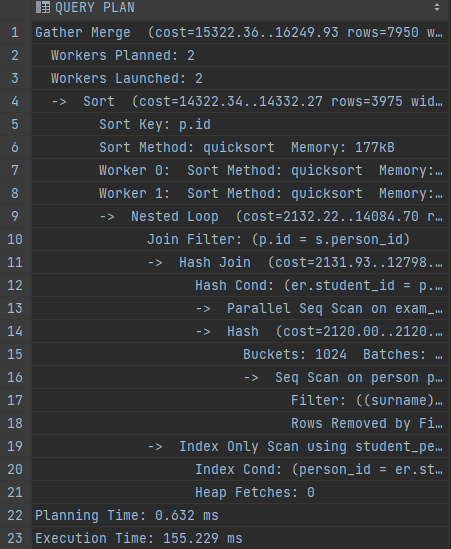 QUERY PLAN
1 Gather Merge (cost=15322.36..16249.93 rows=7950 w…
2 Workers Planned: 2
3 Workers Launched: 2
4 -> Sort (cost=14322.34..14332.27 rows=3975 wid…
5 Sort Key: p.id
6 Sort Method: quicksort Memory: 177kB
7 Worker 0: Sort Method: quicksort Memory:…
8 Worker 1: Sort Method: quicksort Memory:…
9 -> Nested Loop (cost=2132.22..14084.70 r…
10 Join Filter: (p.id = s.person_id)
11 -> Hash Join (cost=2131.93..12798.…
12 Hash Cond: (er.student_id = p.…
13 -> Parallel Seq Scan on exam_…
14 -> Hash (cost=2120.00..2120.…
15 Buckets: 1024 Batches: …
16 -> Seq Scan on person p…
17 Filter: ((surname)…
18 Rows Removed by Fi…
19 -> Index Only Scan using student_pe…
20 Index Cond: (person_id = er.st…
21 Heap Fetches: 0
22 Planning Time: 0.632 ms
23 Execution Time: 155.229 ms